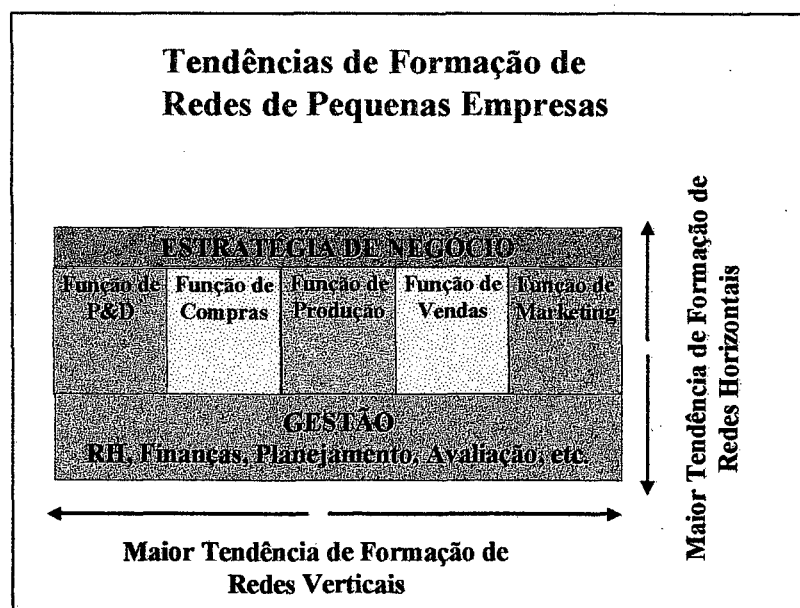 Tendências de Formação de
Redes de Pequenas Empresas
ESTRATÉGIA DE NEGÓCIO
Função de
P&D
Função de
Compras
Função de
Produção
Função de
Vendas
Função de
Marketing
GESTÃO
RH, Finanças, Planejamento, Avaliação, etc.
Maior Tendência de Formação de
Redes Verticais
Maior Tendência de Formação de
Redes Horizontais